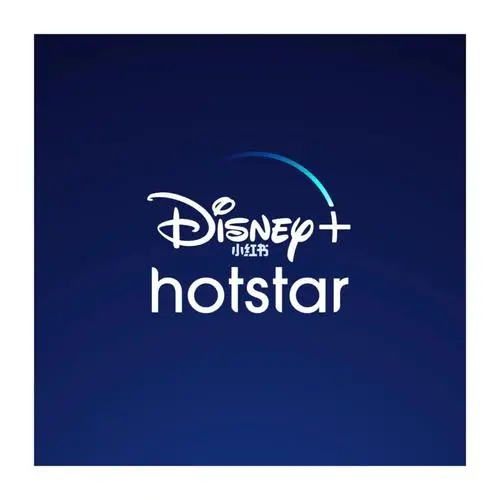 Disney+
小红书
hotstar